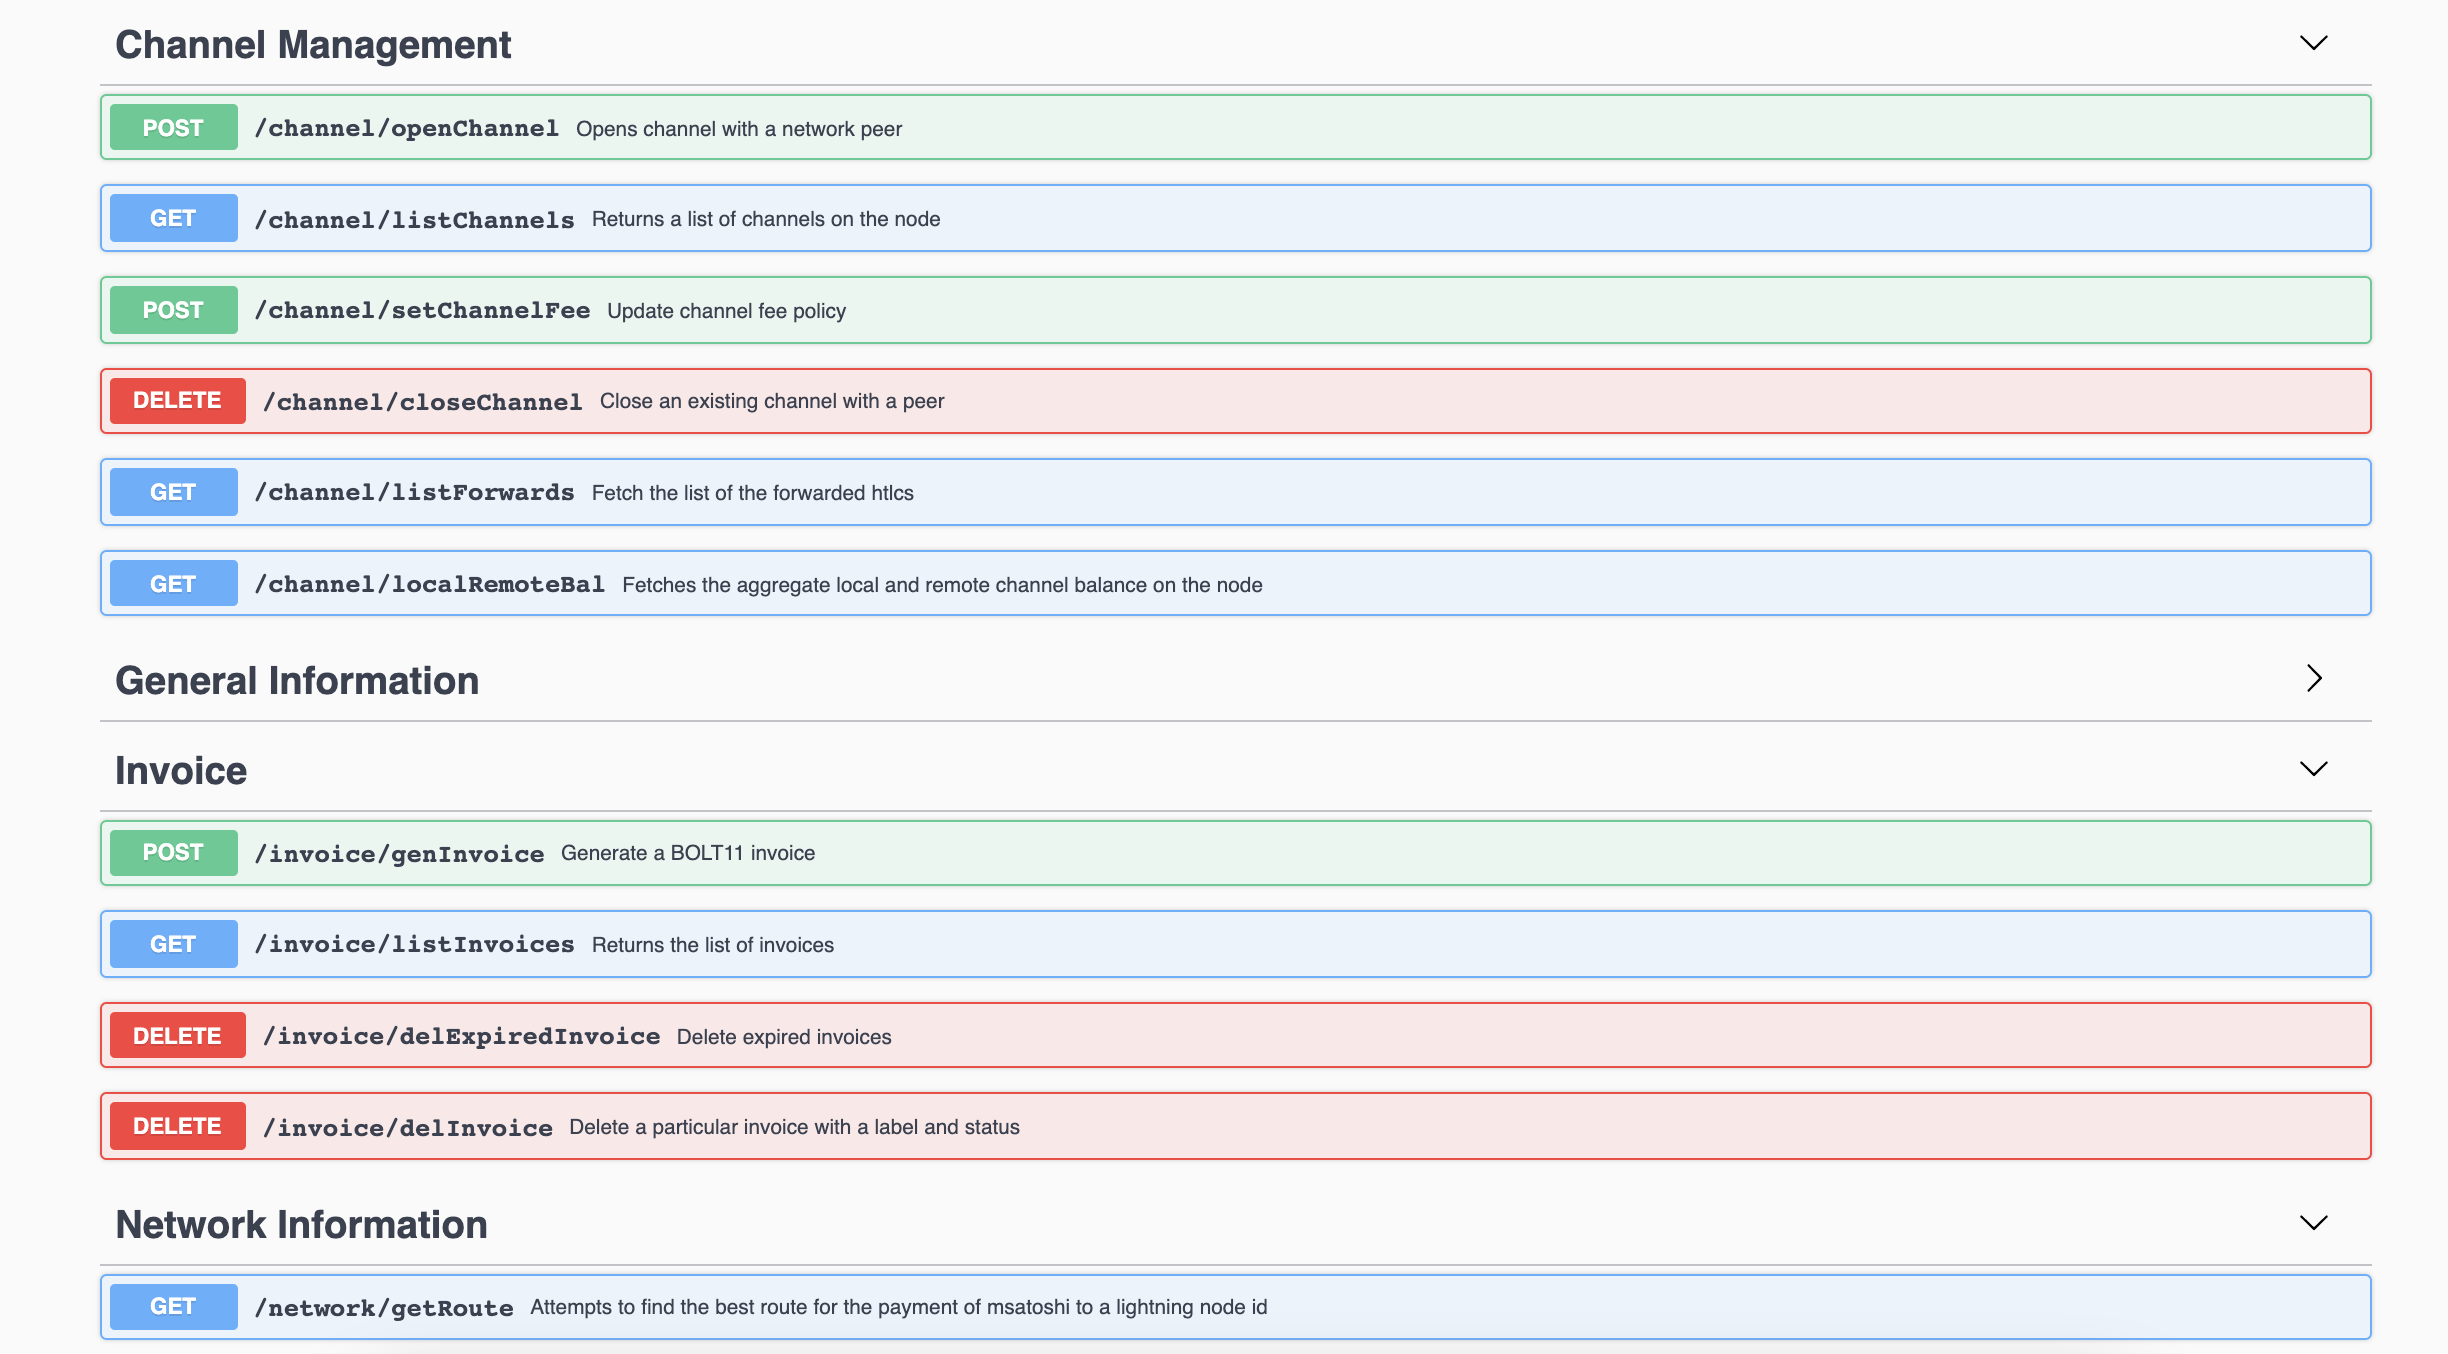 Channel Management
POST /channel/openChannel Opens channel with a network peer
GET /channel/listChannels Returns a list of channels on the node
POST /channel/setChannelFee Update channel fee policy
DELETE /channel/closeChannel Close an existing channel with a peer
GET /channel/listForwards Fetch the list of the forwarded htlcs
GET /channel/localRemoteBal Fetches the aggregate local and remote channel balance on the node
General Information
Invoice
POST /invoice/genInvoice Generate a BOLT11 invoice
GET /invoice/listInvoices Returns the list of invoices
DELETE /invoice/delExpiredInvoice Delete expired invoices
DELETE /invoice/delInvoice Delete a particular invoice with a label and status
Network Information
GET /network/getRoute Attempts to find the best route for the payment of msatoshi to a lightning node id